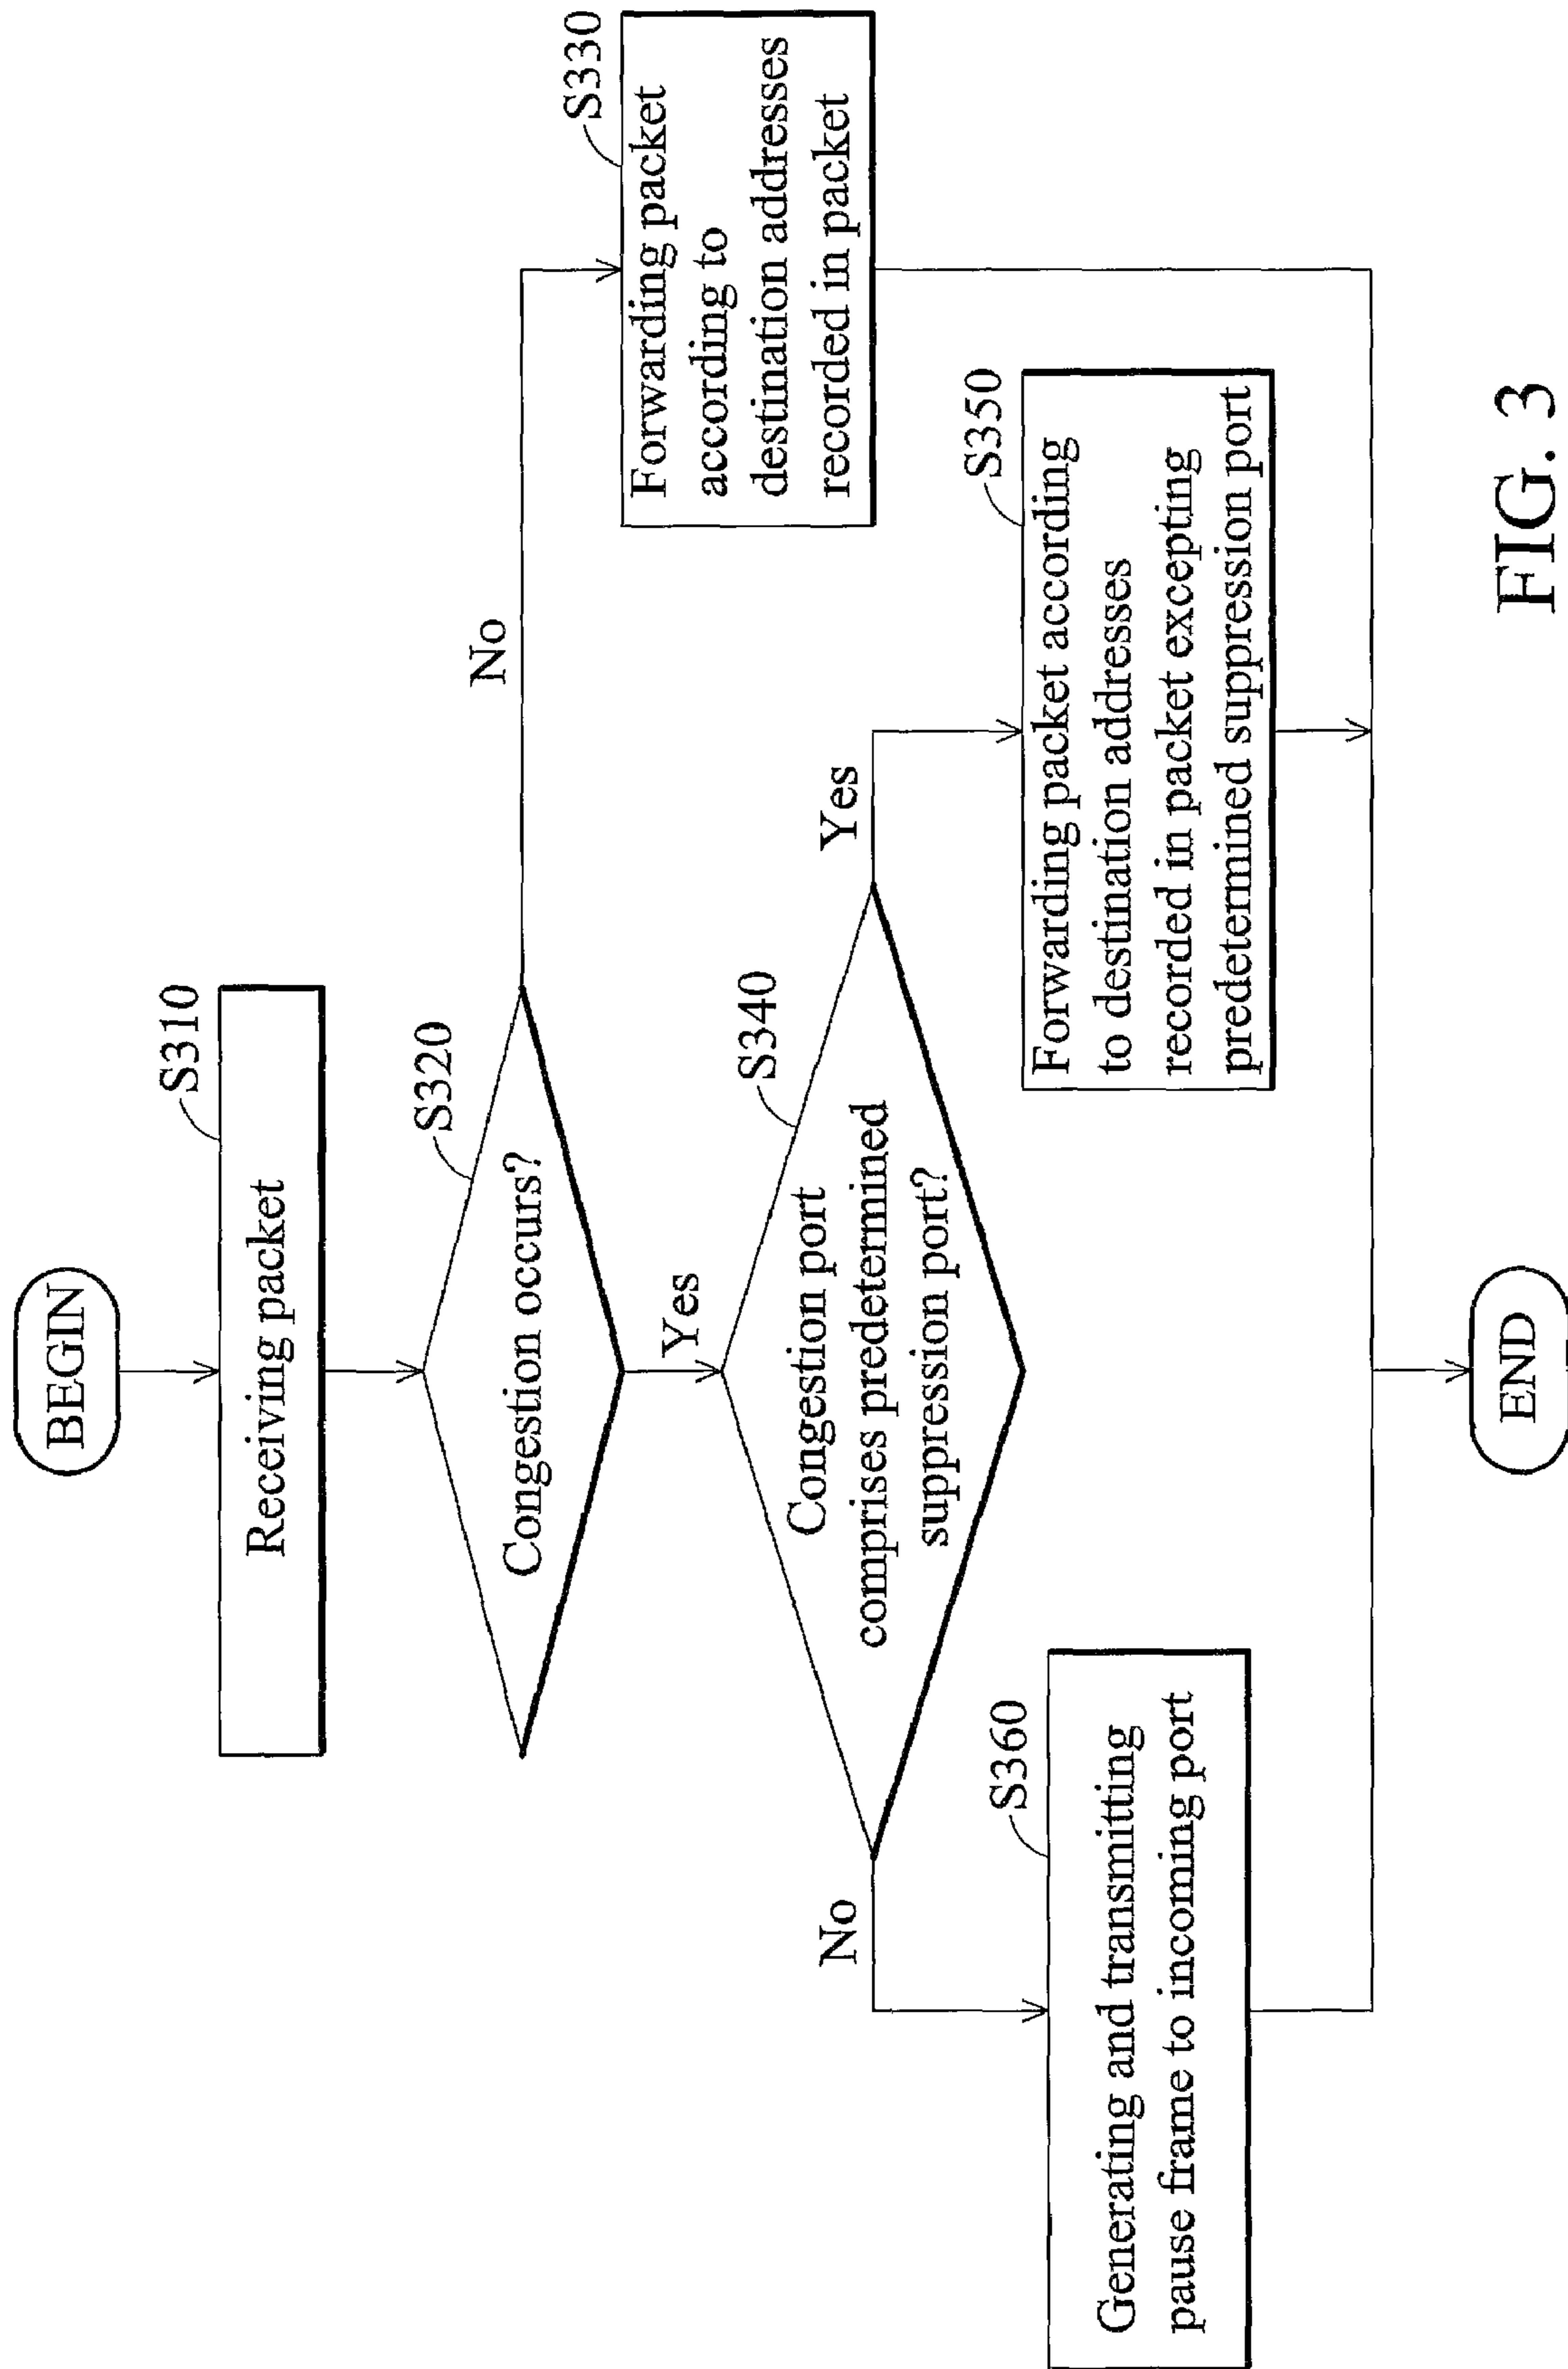 BEGIN
S310
Receiving packet
S320
Congestion occurs?
No
Yes
S330
Forwarding packet
according to
destination addresses
recorded in packet
S340
Congestion port
comprises predetermined
suppression port?
No
Yes
S350
Forwarding packet according
to destination addresses
recorded in packet excepting
predetermined suppression port
S360
Generating and transmitting
pause frame to incoming port
END
FIG. 3